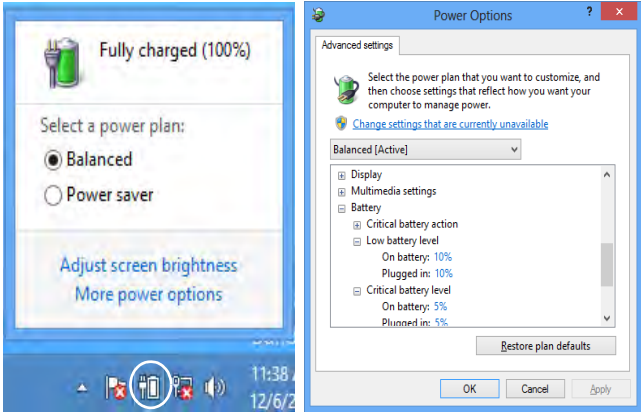 Fully charged (100%)
Select a power plan:
Balanced
Power saver
Adjust screen brightness
More power options
11:38
12/6/2
Power Options
?
×
Advanced settings
Select the power plan that you want to customize, and
then choose settings that reflect how you want your
computer to manage power.
Change settings that are currently unavailable
Balanced [Active]
Display
Multimedia settings
Battery
Critical battery action
Low battery level
On battery: 10%
Plugged in: 10%
Critical battery level
On battery: 5%
Plugged in: 5%
Restore plan defaults
OK
Cancel
Apply